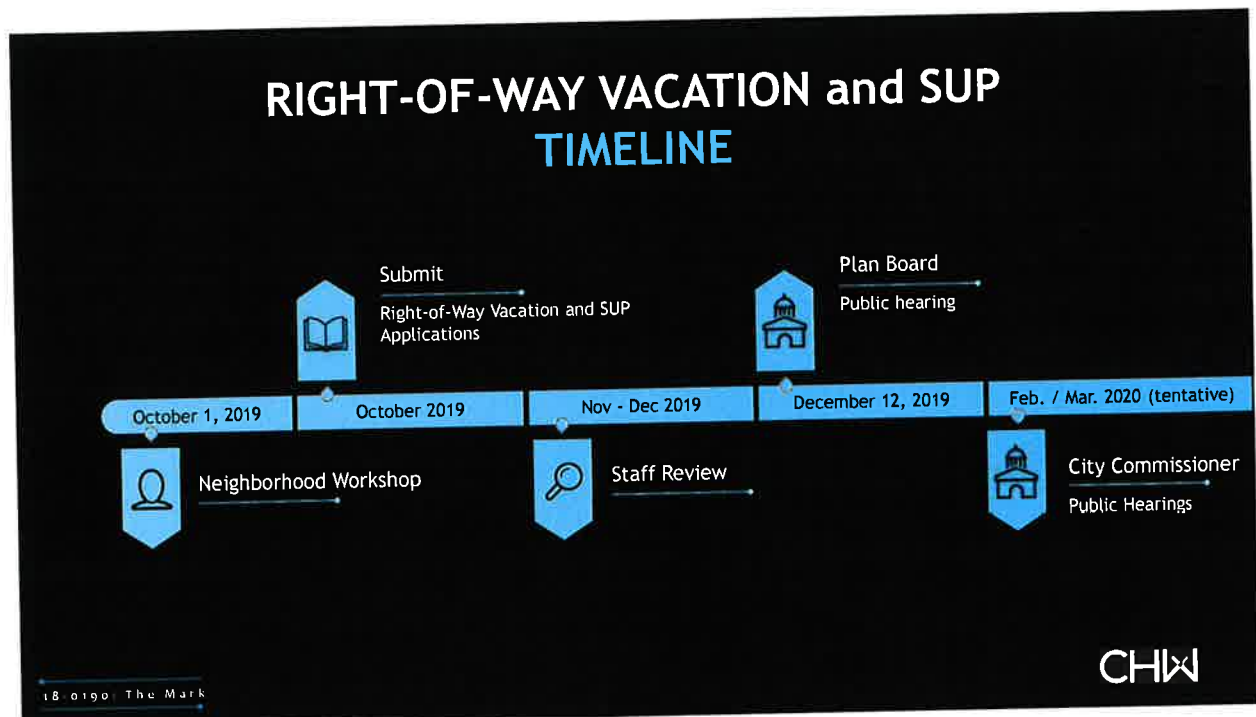 RIGHT-OF-WAY VACATION and SUP
TIMELINE
Submit
Right-of-Way Vacation and SUP
Applications
Plan Board
Public hearing
October 1, 2019
October 2019
Nov - Dec 2019
December 12, 2019
Feb. / Mar. 2020 (tentative)
Neighborhood Workshop
Staff Review
City Commissioner
Public Hearings
18-0190 The Mark
CHW